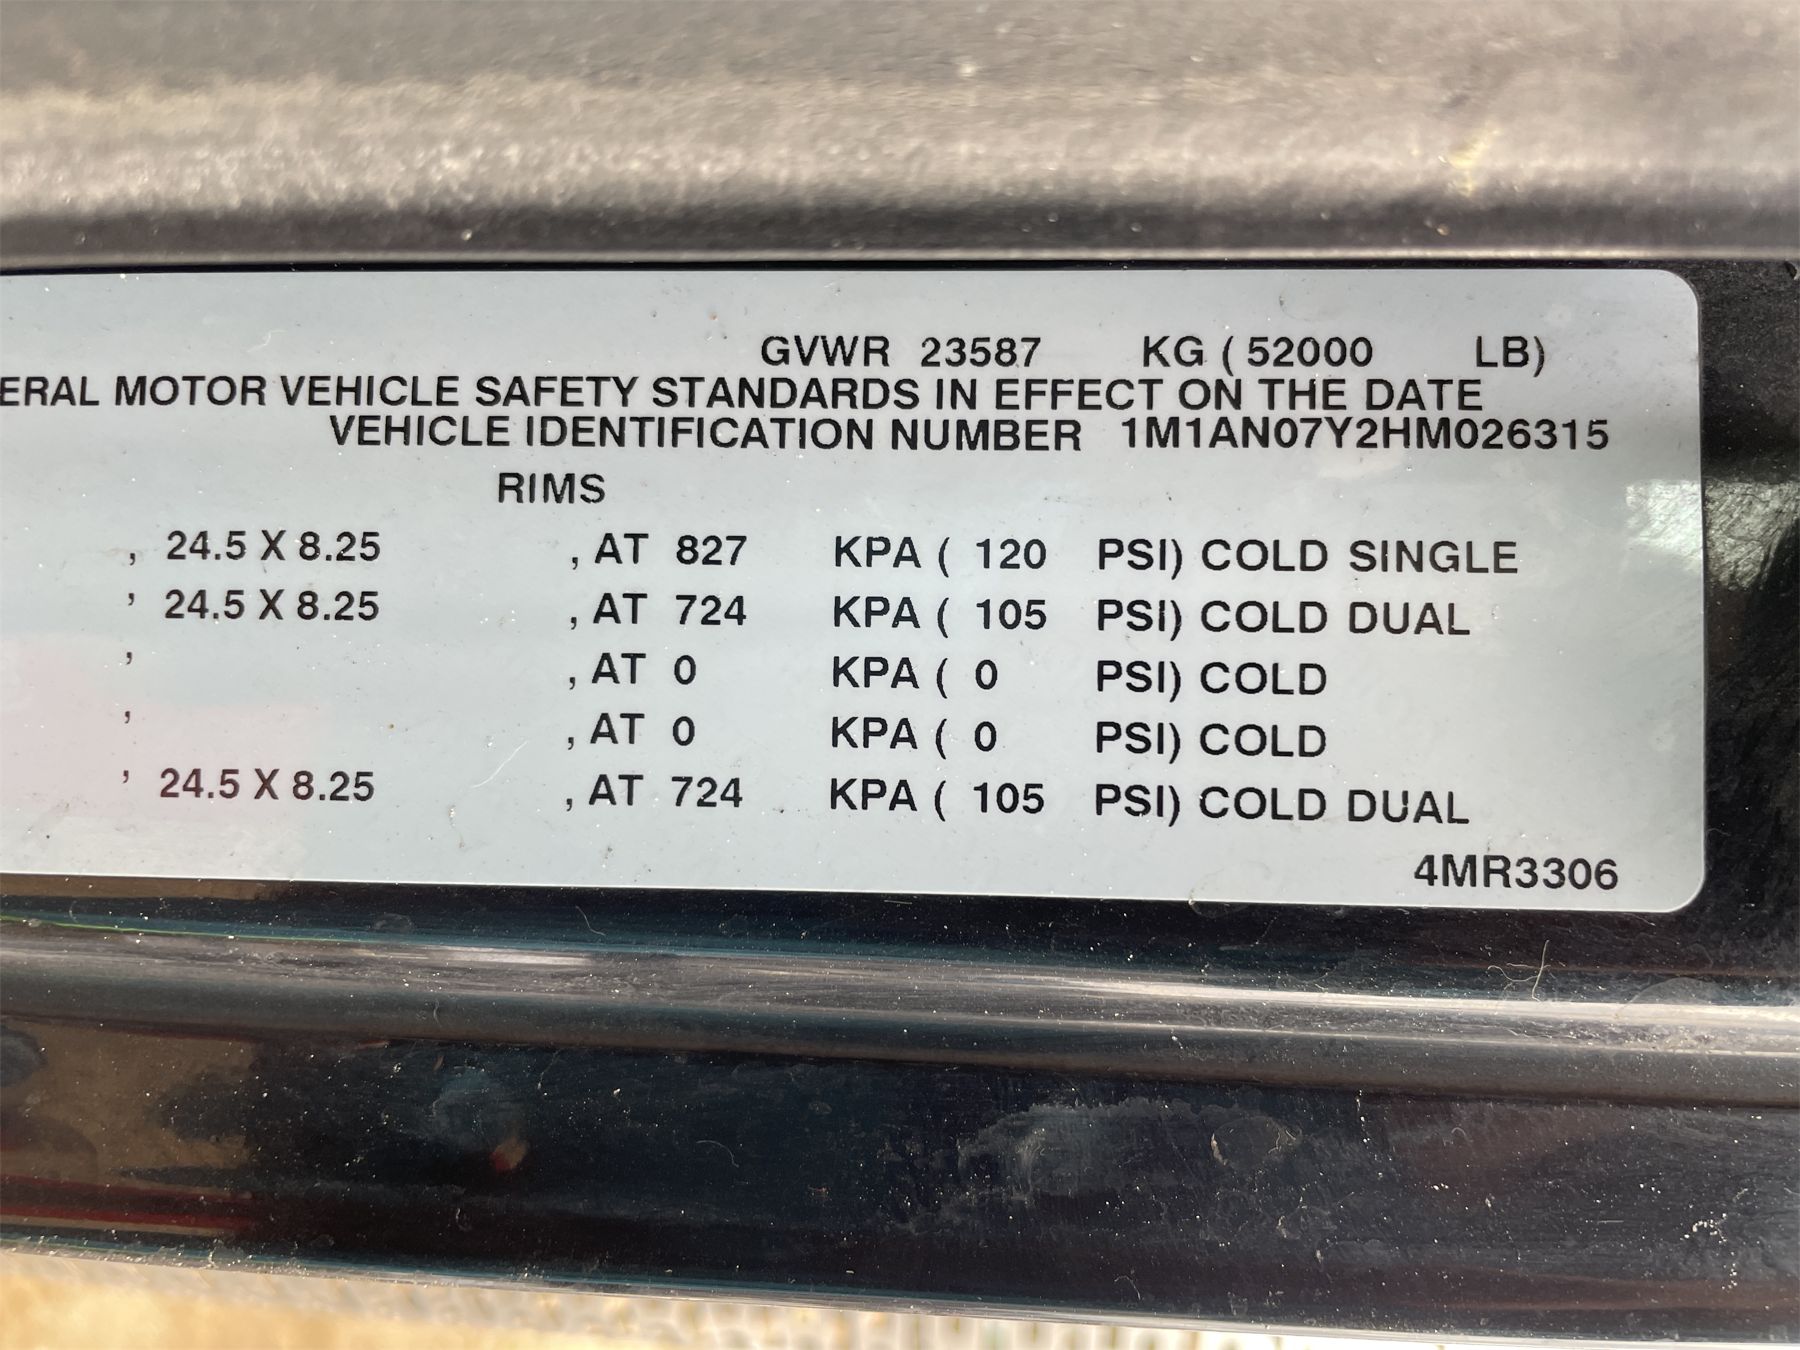 GVWR 23587 KG ( 52000 LB)
ERAL MOTOR VEHICLE SAFETY STANDARDS IN EFFECT ON THE DATE
VEHICLE IDENTIFICATION NUMBER 1M1AN07Y2HM026315
RIMS
, 24.5 X 8.25 , AT 827 KPA ( 120 PSI) COLD SINGLE
, 24.5 X 8.25 , AT 724 KPA ( 105 PSI) COLD DUAL
, , AT 0 KPA ( 0 PSI) COLD
, , AT 0 KPA ( 0 PSI) COLD
, 24.5 X 8.25 , AT 724 KPA ( 105 PSI) COLD DUAL
4MR3306